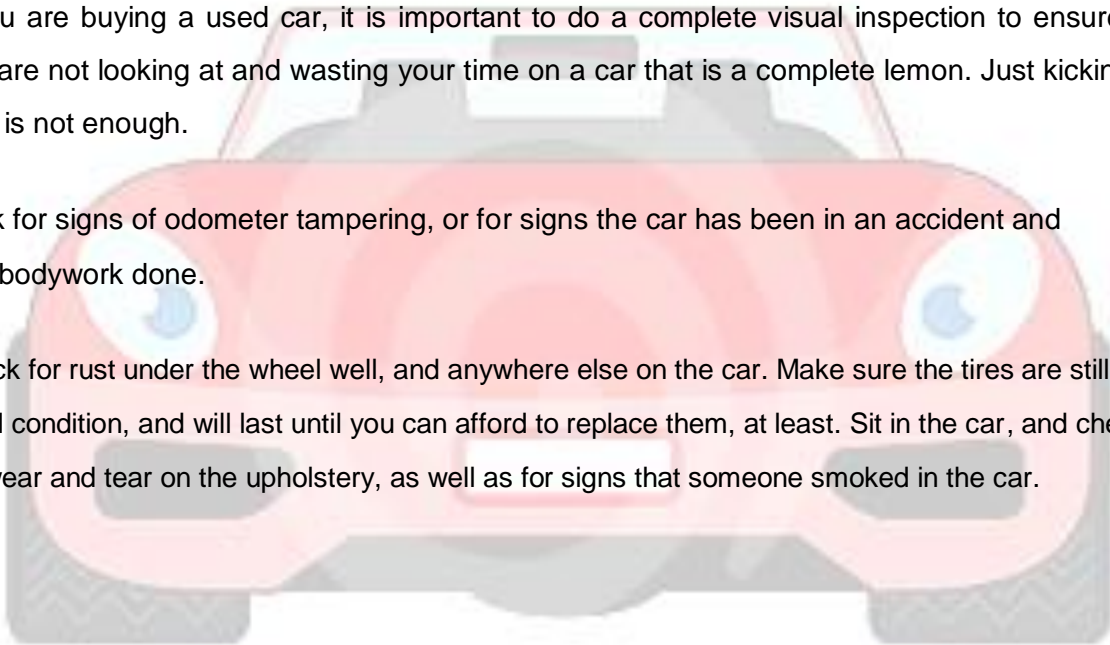 u are buying a used car, it is important to do a complete visual inspection to ensure
are not looking at and wasting your time on a car that is a complete lemon. Just kickin
is not enough.
k for signs of odometer tampering, or for signs the car has been in an accident and
bodywork done.
ck for rust under the wheel well, and anywhere else on the car. Make sure the tires are still
d condition, and will last until you can afford to replace them, at least. Sit in the car, and che
wear and tear on the upholstery, as well as for signs that someone smoked in the car.